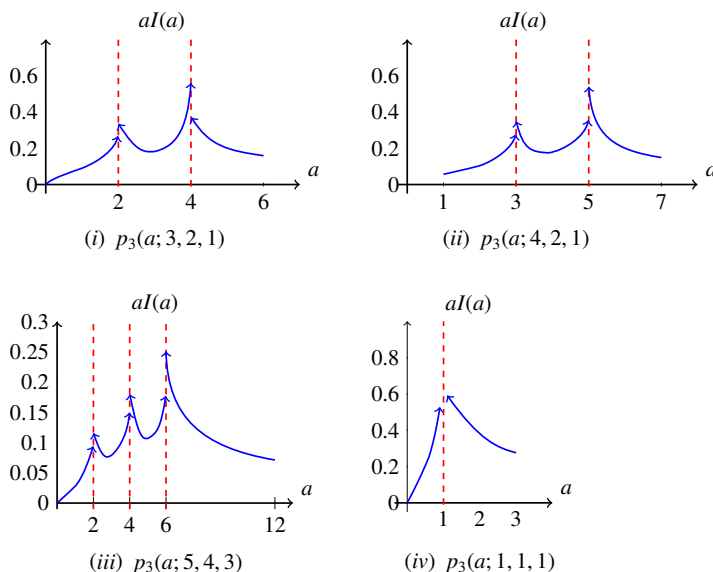 aI(a)
0.6
0.4
0.2
0
2
4
6
a
(i) p₃(a; 3, 2, 1)
aI(a)
0.6
0.4
0.2
0
1
3
5
7
a
(ii) p₃(a; 4, 2, 1)
aI(a)
0.3
0.25
0.2
0.15
0.1
0.05
0
2
4
6
12
a
(iii) p₃(a; 5, 4, 3)
aI(a)
0.8
0.6
0.4
0.2
0
1
2
3
a
(iv) p₃(a; 1, 1, 1)